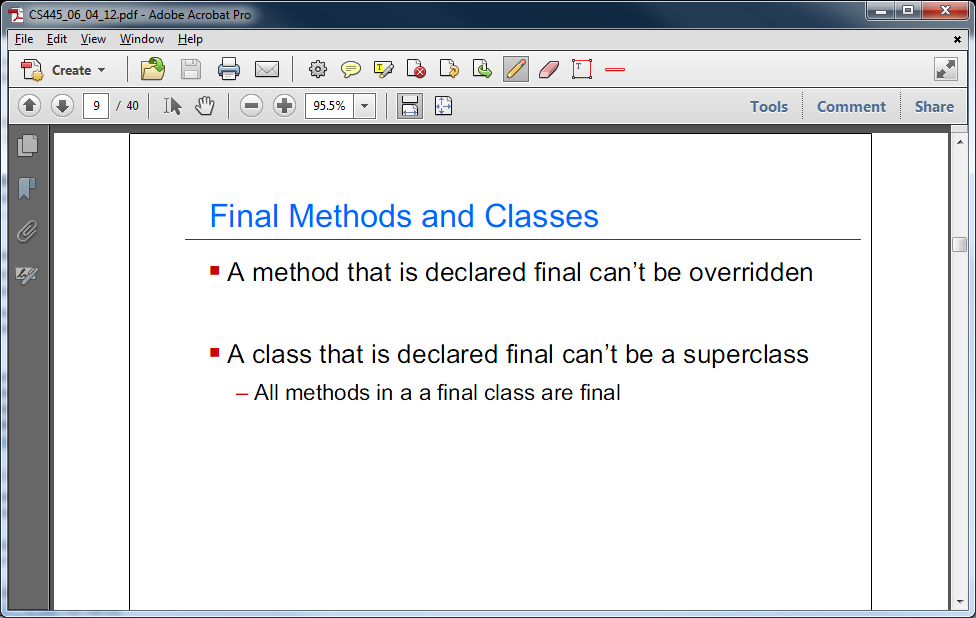 CS445_06_04_12.pdf - Adobe Acrobat Pro
File Edit View Window Help
Create
9 / 40 95.5% Tools Comment Share
Final Methods and Classes
A method that is declared final can’t be overridden
A class that is declared final can’t be a superclass
– All methods in a a final class are final